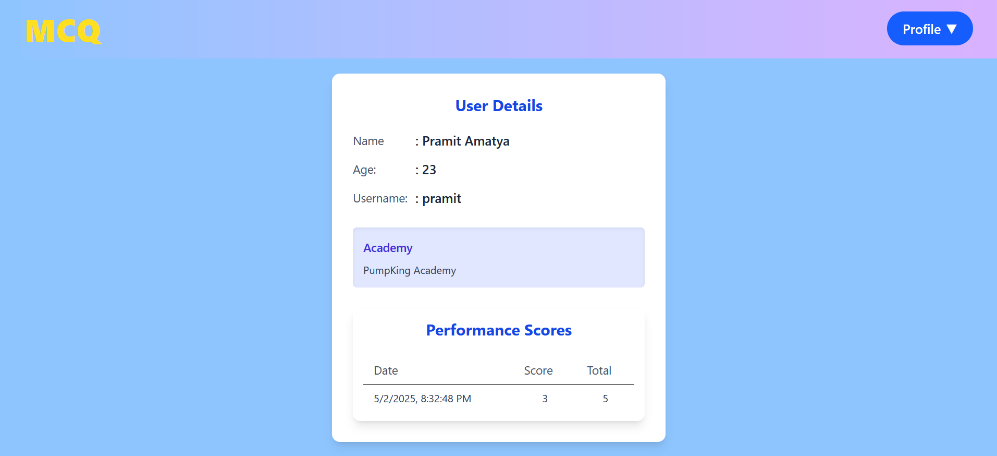 MCQ
Profile ▼
User Details
Name : Pramit Amatya
Age: : 23
Username: : pramit
Academy
PumpKing Academy
Performance Scores
Date Score Total
5/2/2025, 8:32:48 PM 3 5